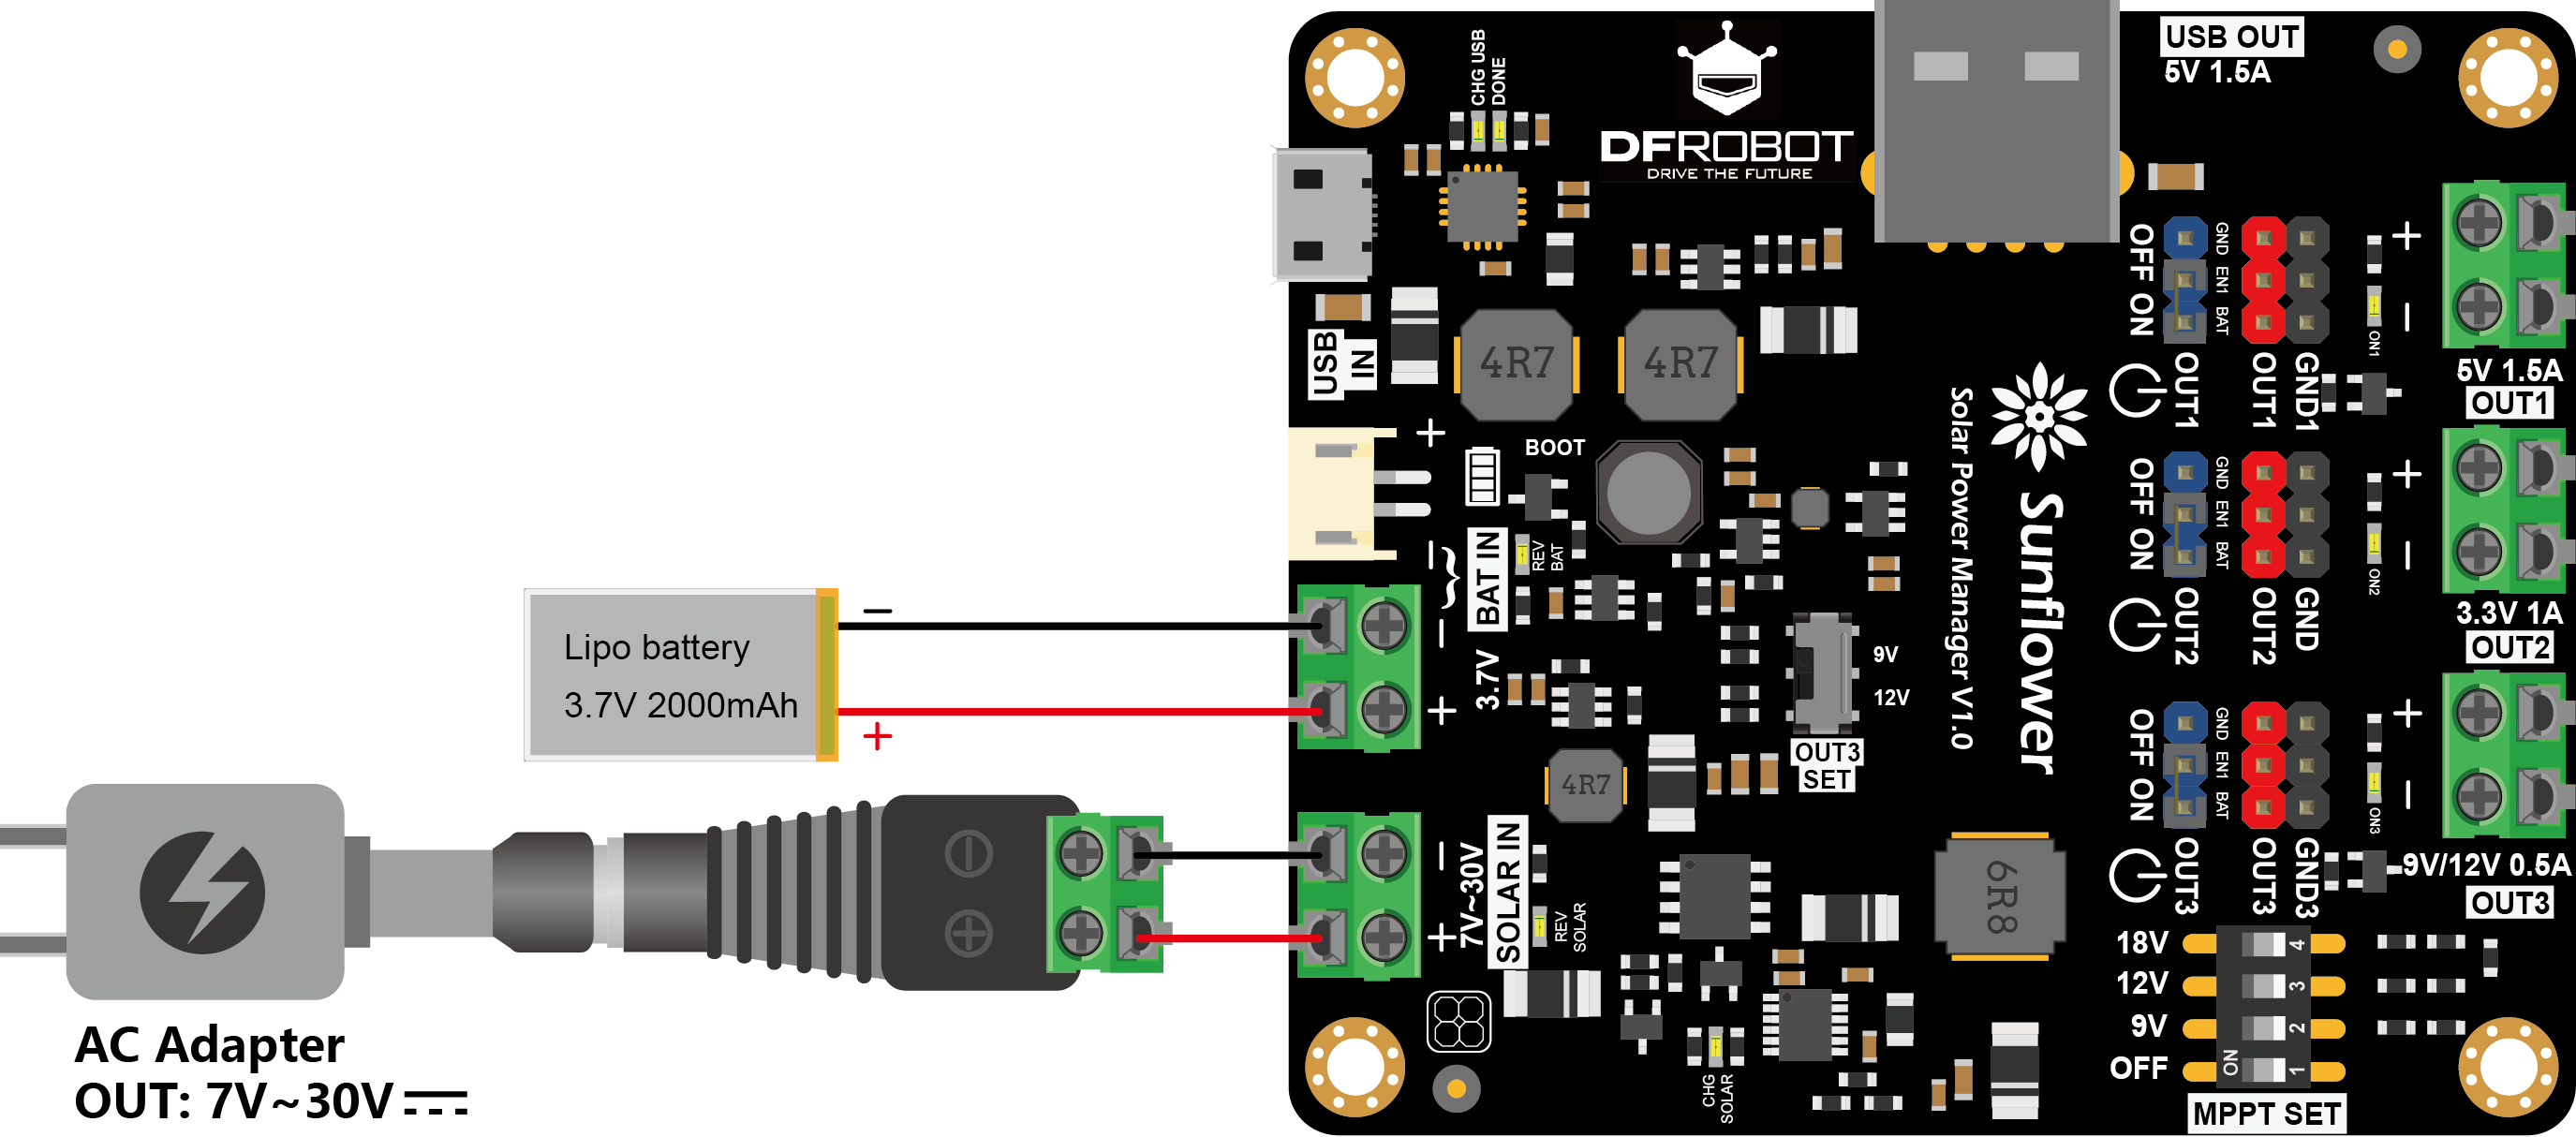 CHG USB
DONE
DFROBOT
DRIVE THE FUTURE
USB OUT
5V 1.5A
USB
IN
4R7
4R7
OFF ON
GND
EN1
BAT
OUT1
OUT1
GND1
+
−
ON1
5V 1.5A
OUT1
+
−
BOOT
BAT IN
REV
BAT
3.7V
−
+
Lipo battery
3.7V 2000mAh
−
+
9V
12V
OUT3
SET
4R7
Solar Power Manager V1.0
Sunflower
OFF ON
GND
EN1
BAT
OUT2
OUT2
GND
+
−
ON2
3.3V 1A
OUT2
OFF ON
GND
EN1
BAT
OUT3
OUT3
GND3
+
−
ON3
9V/12V 0.5A
OUT3
−
+
7V~30V
SOLAR IN
REV
SOLAR
6R8
CHG
SOLAR
18V
12V
9V
OFF
4
3
2
1
ON
MPPT SET
AC Adapter
OUT: 7V~30V